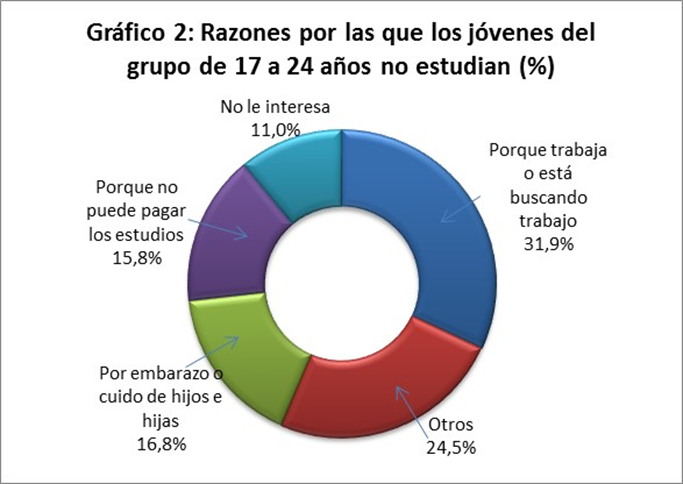 Gráfico 2: Razones por las que los jóvenes del
grupo de 17 a 24 años no estudian (%)
No le interesa
11,0%
Porque trabaja
o está
buscando
trabajo
31,9%
Porque no
puede pagar
los estudios
15,8%
Por embarazo o
cuido de hijos e
hijas
16,8%
Otros
24,5%